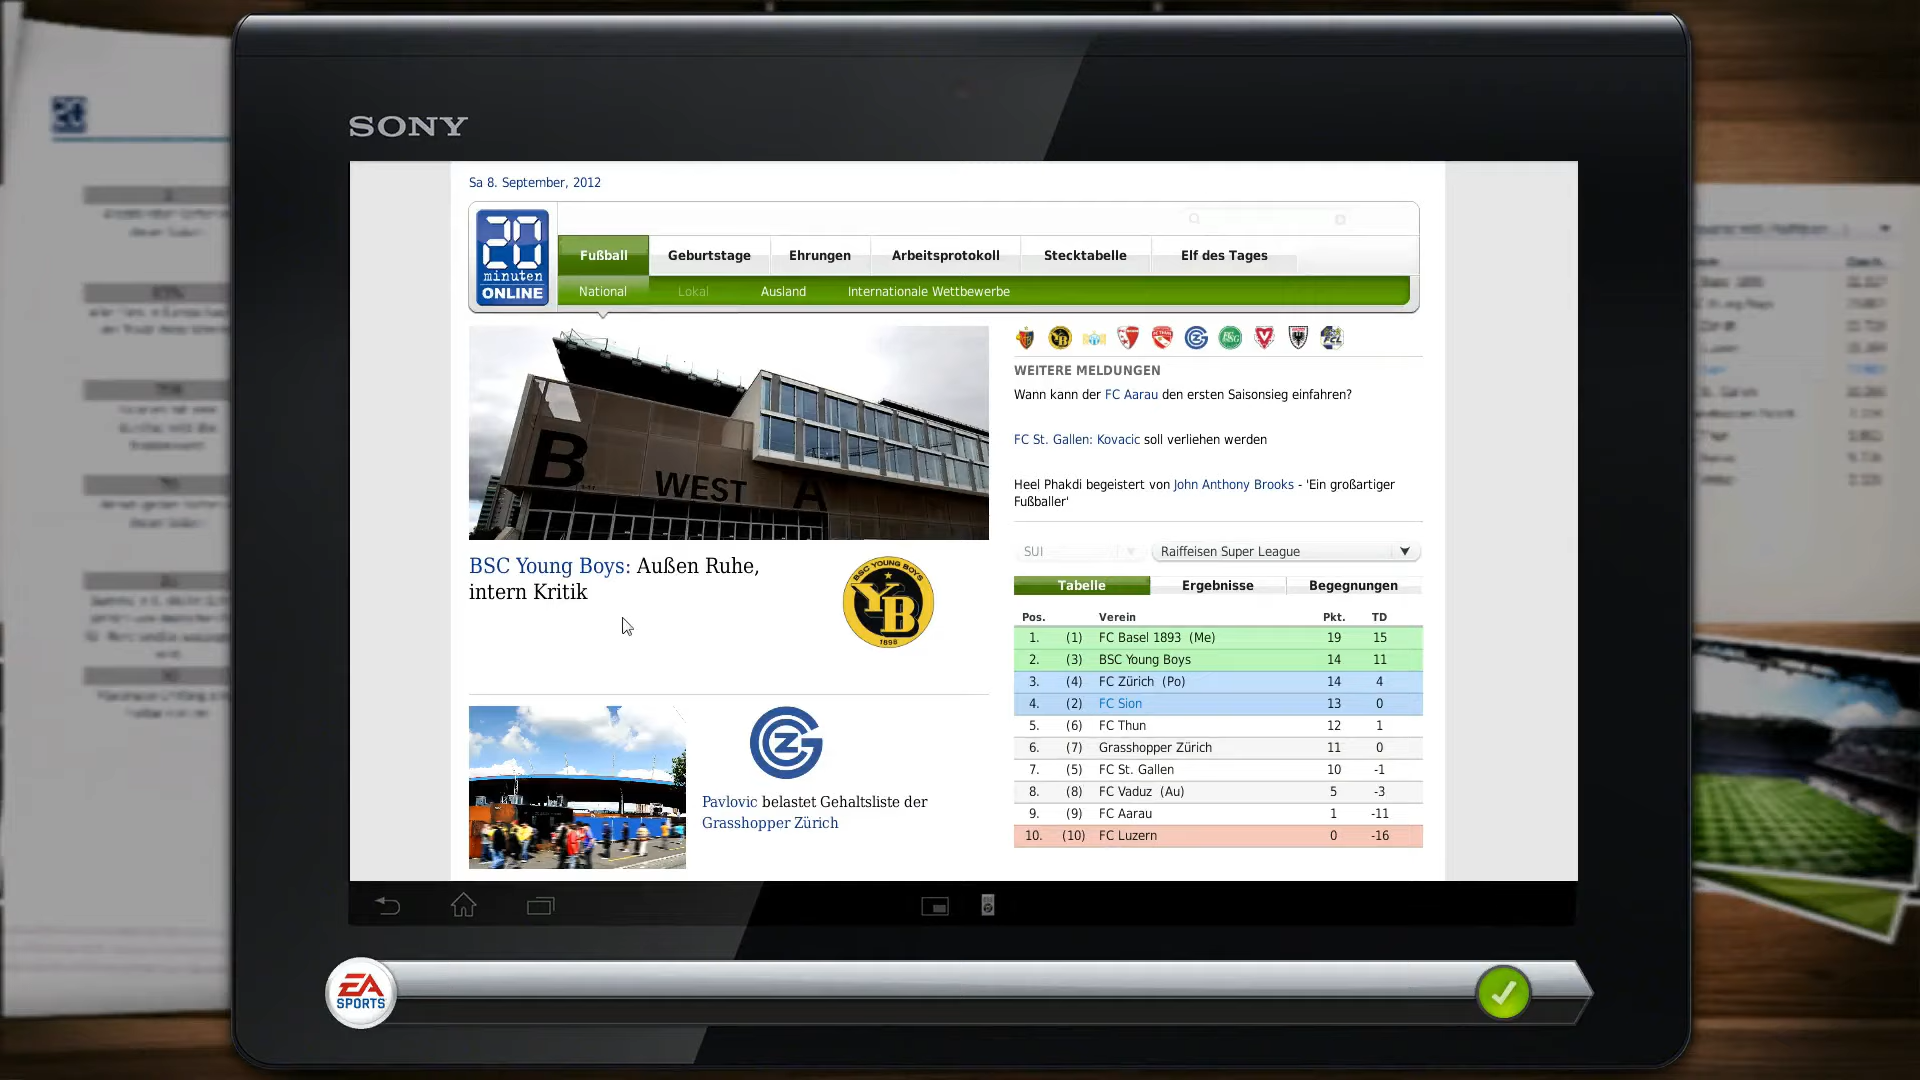 SONY
Sa 8. September, 2012
20
minuten
ONLINE
Fußball
Geburtstage
Ehrungen
Arbeitsprotokoll
Stecktabelle
Elf des Tages
National
Lokal
Ausland
Internationale Wettbewerbe
B
WEST
A
BSC Young Boys: Außen Ruhe,
intern Kritik
BSC YOUNG BOYS
YB
1898
GCZ
Pavlovic belastet Gehaltsliste der
Grasshopper Zürich
WEITERE MELDUNGEN
Wann kann der FC Aarau den ersten Saisonsieg einfahren?
FC St. Gallen: Kovacic soll verliehen werden
Heel Phakdi begeistert von John Anthony Brooks - 'Ein großartiger
Fußballer'
SUI
Raiffeisen Super League
Tabelle
Ergebnisse
Begegnungen
Pos. Verein Pkt. TD
1. (1) FC Basel 1893 (Me) 19 15
2. (3) BSC Young Boys 14 11
3. (4) FC Zürich (Po) 14 4
4. (2) FC Sion 13 0
5. (6) FC Thun 12 1
6. (7) Grasshopper Zürich 11 0
7. (5) FC St. Gallen 10 -1
8. (8) FC Vaduz (Au) 5 -3
9. (9) FC Aarau 1 -11
10. (10) FC Luzern 0 -16
EA
SPORTS